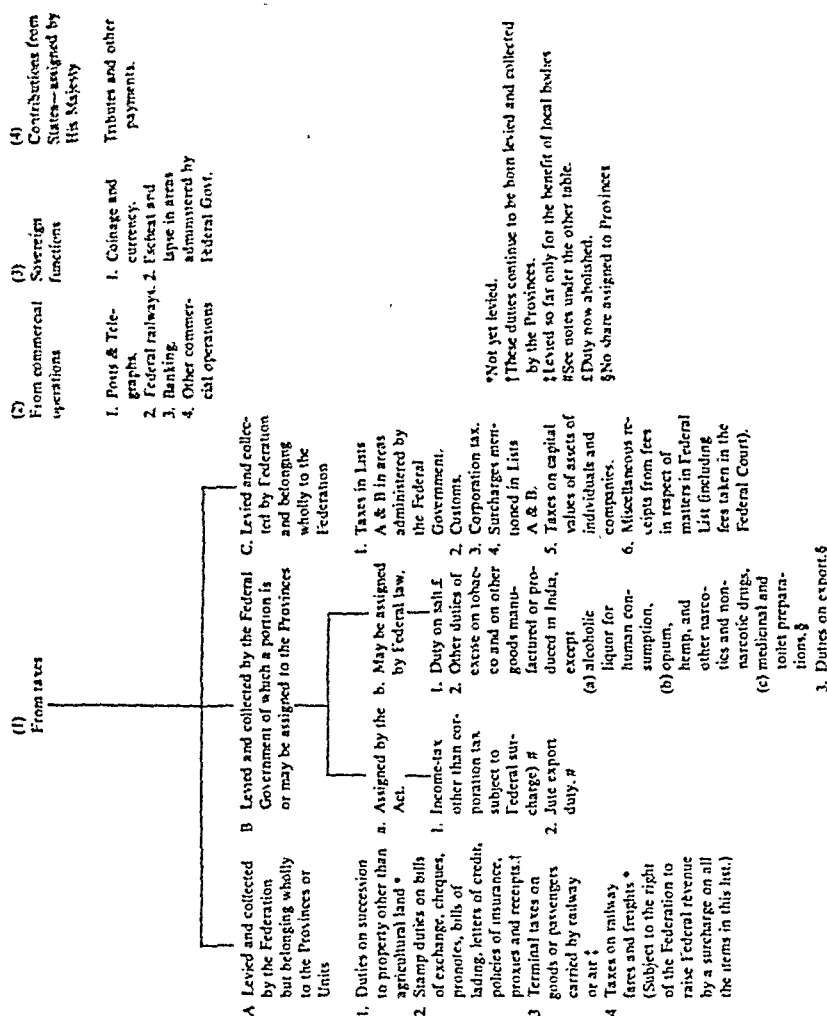 (1)
From taxes
A Levied and collected
by the Federation
but belonging wholly
to the Provinces or
Units
1. Duties on succession
to property other than
agricultural land *
2. Stamp duties on bills
of exchange, cheques,
pronotes, bills of
lading, letters of credit,
policies of insurance,
proxies and receipts.†
3 Terminal taxes on
goods or passengers
carried by railway
or air ‡
4 Taxes on railway
fares and freights *
(Subject to the right
of the Federation to
raise Federal revenue
by a surcharge on all
the items in this list.)
B Levied and collected by the Federal
Government of which a portion is
or may be assigned to the Provinces
a. Assigned by the
Act.
1. Income-tax
other than cor-
poration tax
subject to
Federal sur-
charge) #
2. Jute export
duty. #
b. May be assigned
by Federal law.
1. Duty on salt.£
2. Other duties of
excise on tobac-
co and on other
goods manu-
factured or pro-
duced in India,
except
(a) alcoholic
liquor for
human con-
sumption,
(b) opium,
hemp, and
other narco-
tics and non-
narcotic drugs,
(c) medicinal and
toilet prepara-
tions.§
3. Duties on export.§
C. Levied and collec-
ted by Federation
and belonging
wholly to the
Federation
1. Taxes in Lists
A & B in areas
administered by
the Federal
Government.
2. Customs.
3. Corporation tax.
4. Surcharges men-
tioned in Lists
A & B.
5. Taxes on capital
values of assets of
individuals and
companies.
6. Miscellaneous re-
ceipts from fees
in respect of
matters in Federal
List (including
fees taken in the
Federal Court).
(2)
From commercial
operations
1. Posts & Tele-
graphs.
2. Federal railways.
3. Banking.
4. Other commer-
cial operations
(3)
Sovereign
functions
1. Coinage and
currency.
2. Escheat and
lapse in areas
administered by
Federal Govt.
(4)
Contributions from
States—assigned by
His Majesty
Tributes and other
payments.
*Not yet levied.
†These duties continue to be both levied and collected
by the Provinces.
‡Levied so far only for the benefit of local bodies
#See notes under the other table.
£Duty now abolished.
§No share assigned to Provinces